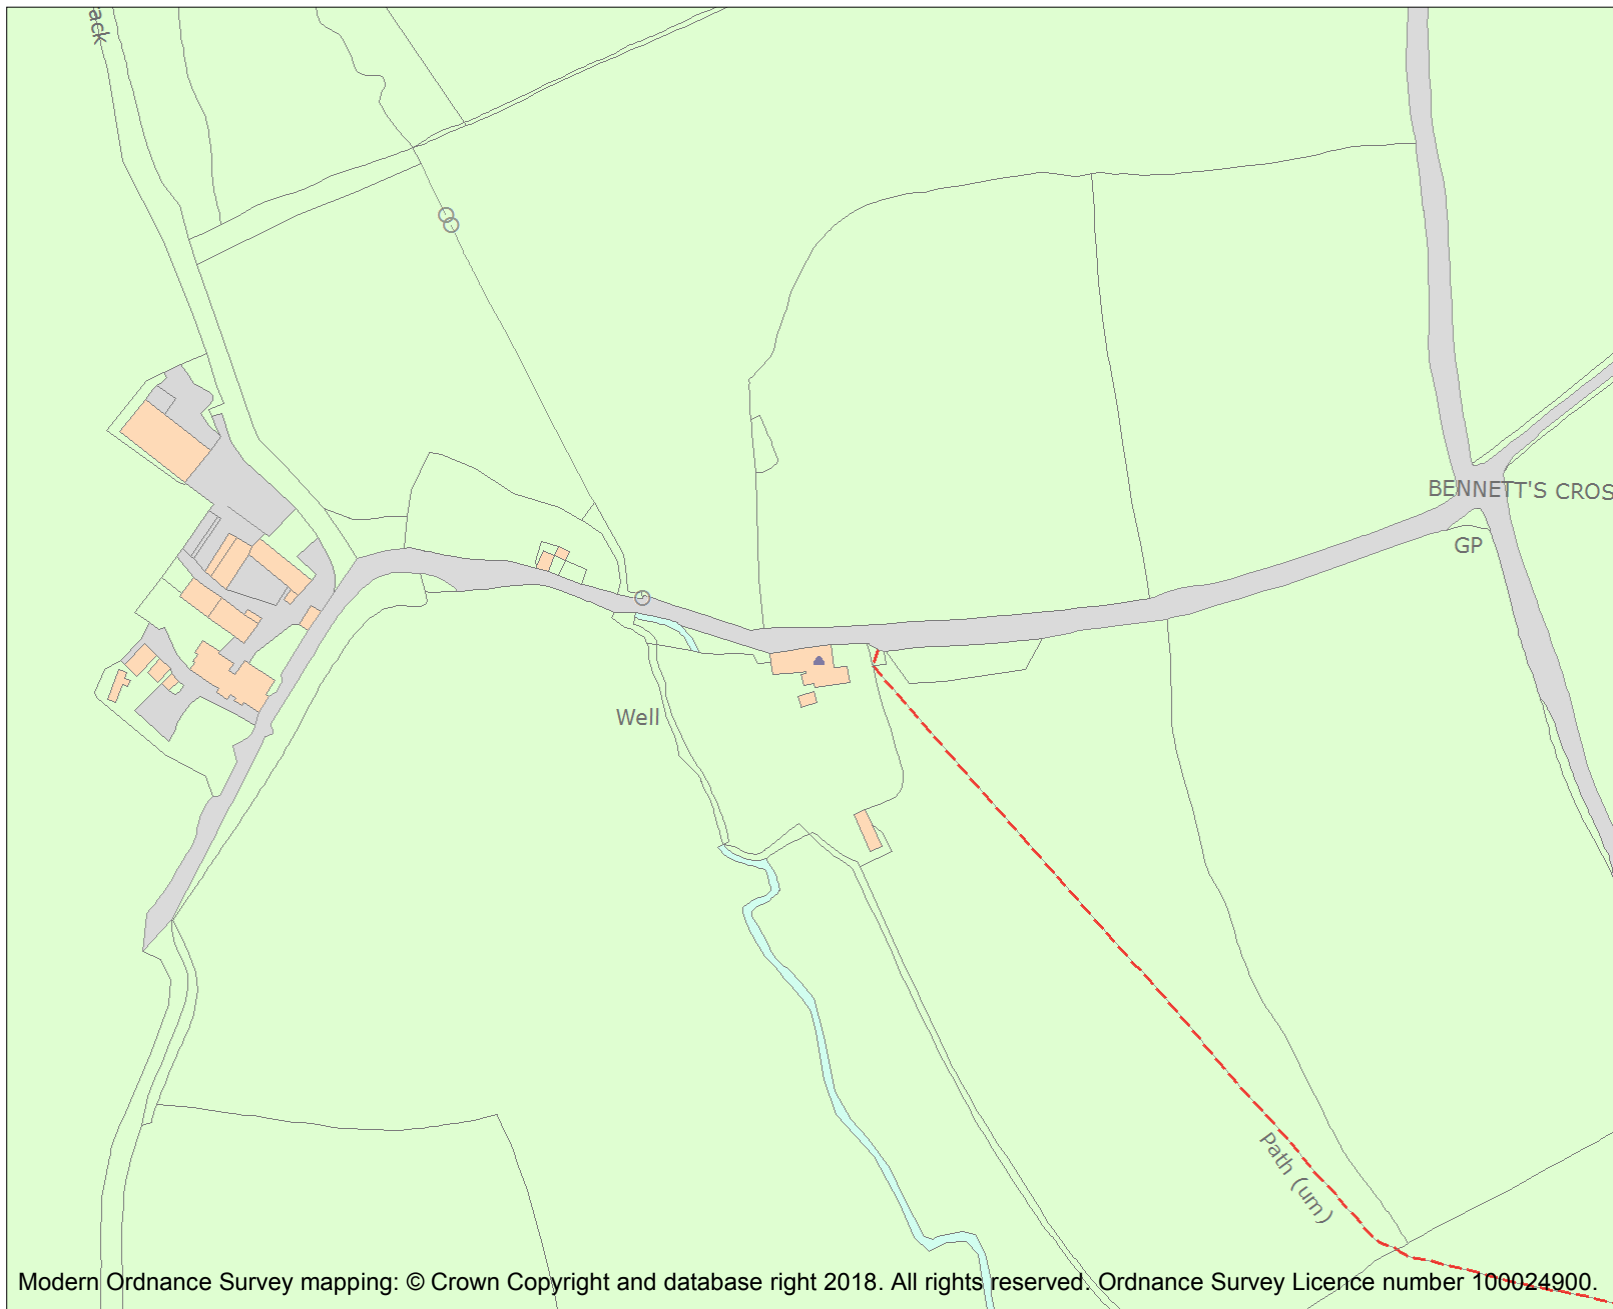 ack
BENNETT'S CROS
GP
Well
Path (um)
Modern Ordnance Survey mapping: © Crown Copyright and database right 2018. All rights reserved. Ordnance Survey Licence number 100024900.